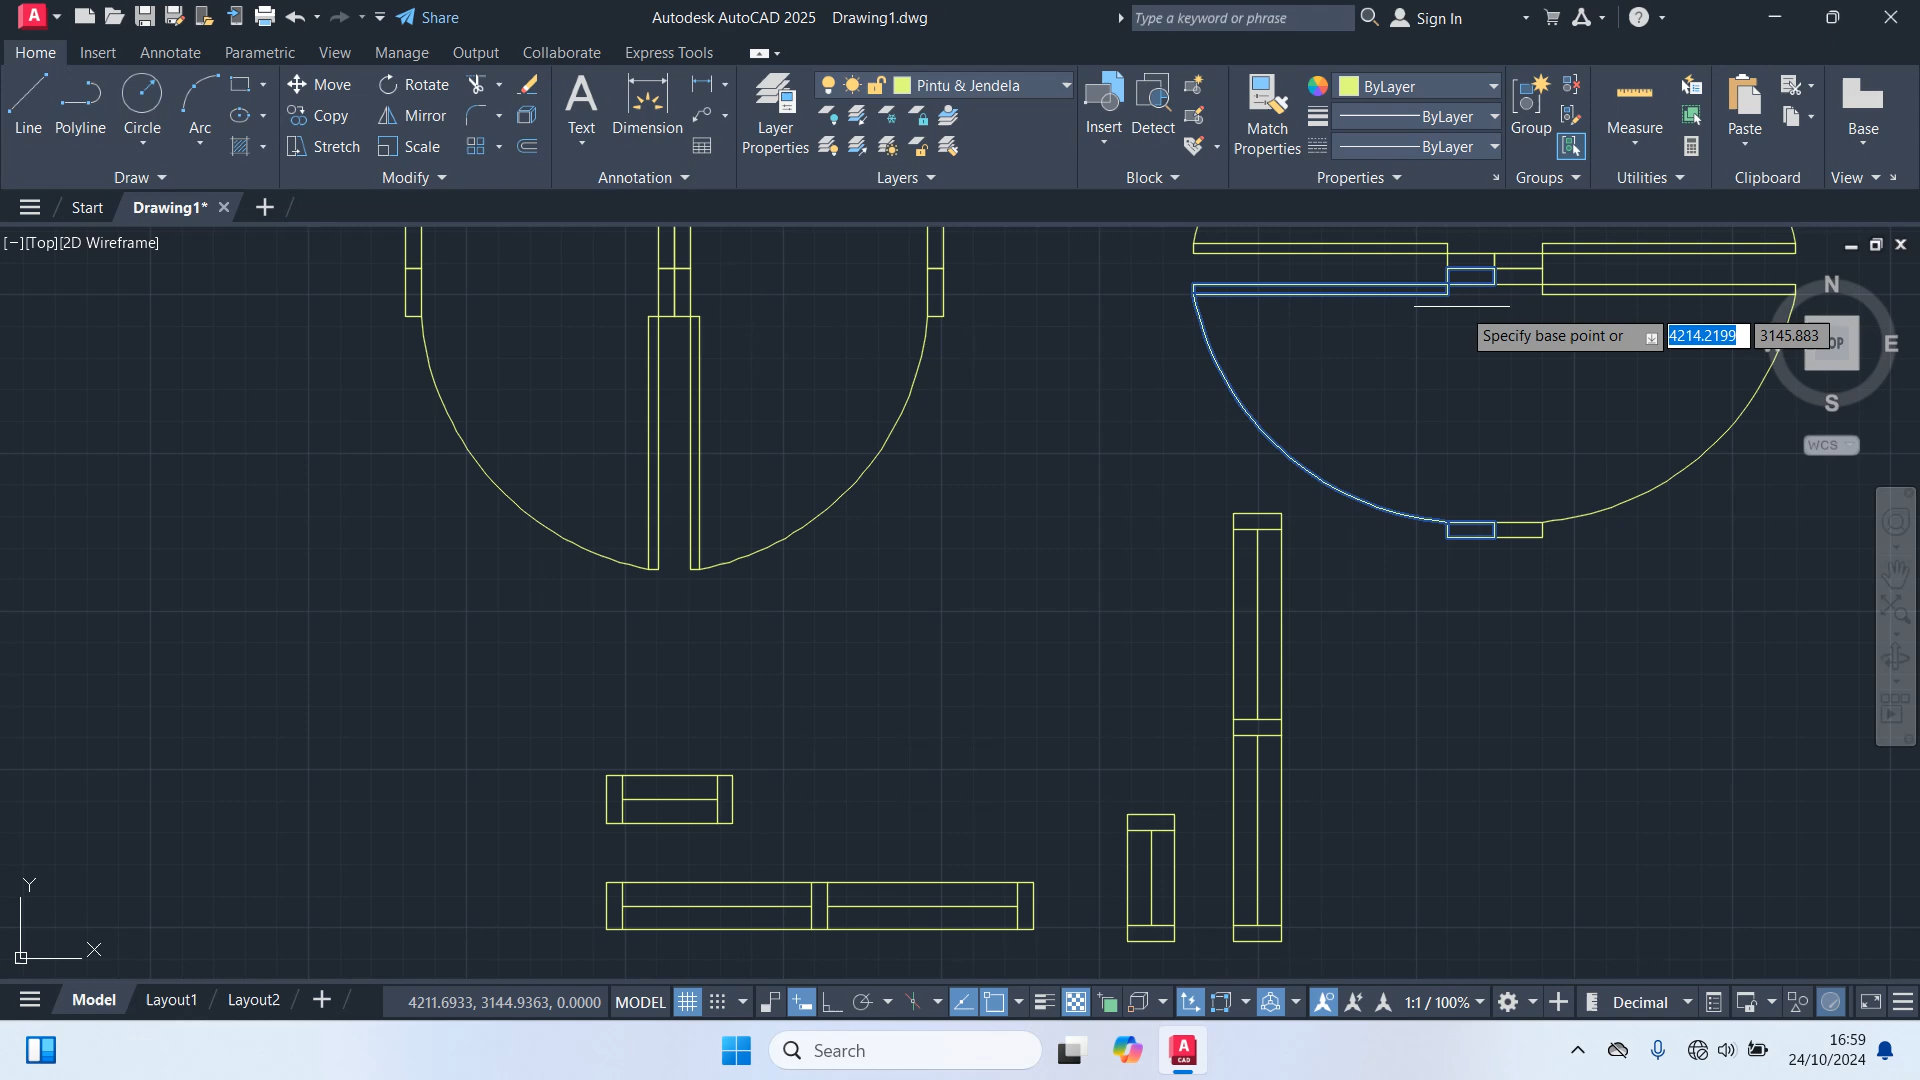 A
Share
Autodesk AutoCAD 2025 Drawing1.dwg
Type a keyword or phrase
Sign In
Home Insert Annotate Parametric View Manage Output Collaborate Express Tools
Line Polyline Circle Arc
Draw
Move Rotate
Copy Mirror
Stretch Scale
Modify
Text Dimension
Annotation
Layer Properties
Pintu & Jendela
Layers
Insert Detect
Block
Match Properties
ByLayer
ByLayer
ByLayer
Properties
Group
Groups
Measure
Utilities
Paste
Clipboard
Base
View
Start Drawing1*
[−][Top][2D Wireframe]
N
E
S
OP
WCS
Specify base point or 4214.2199 3145.883
Y
X
Model Layout1 Layout2
4211.6933, 3144.9363, 0.0000 MODEL
1:1 / 100%
Decimal
Search
A
CAD
16:59
24/10/2024